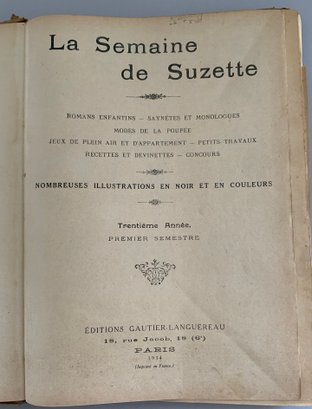 La Semaine
de Suzette
ROMANS ENFANTINS — SAYNÈTES ET MONOLOGUES
MODES DE LA POUPÉE
JEUX DE PLEIN AIR ET D'APPARTEMENT — PETITS TRAVAUX
RECETTES ET DEVINETTES — CONCOURS
NOMBREUSES ILLUSTRATIONS EN NOIR ET EN COULEURS
Trentième Année.
PREMIER SEMESTRE
ÉDITIONS GAUTIER-LANGUEREAU
18, rue Jacob, 18 (6ᵉ)
PARIS
1934
(Imprimé en France.)